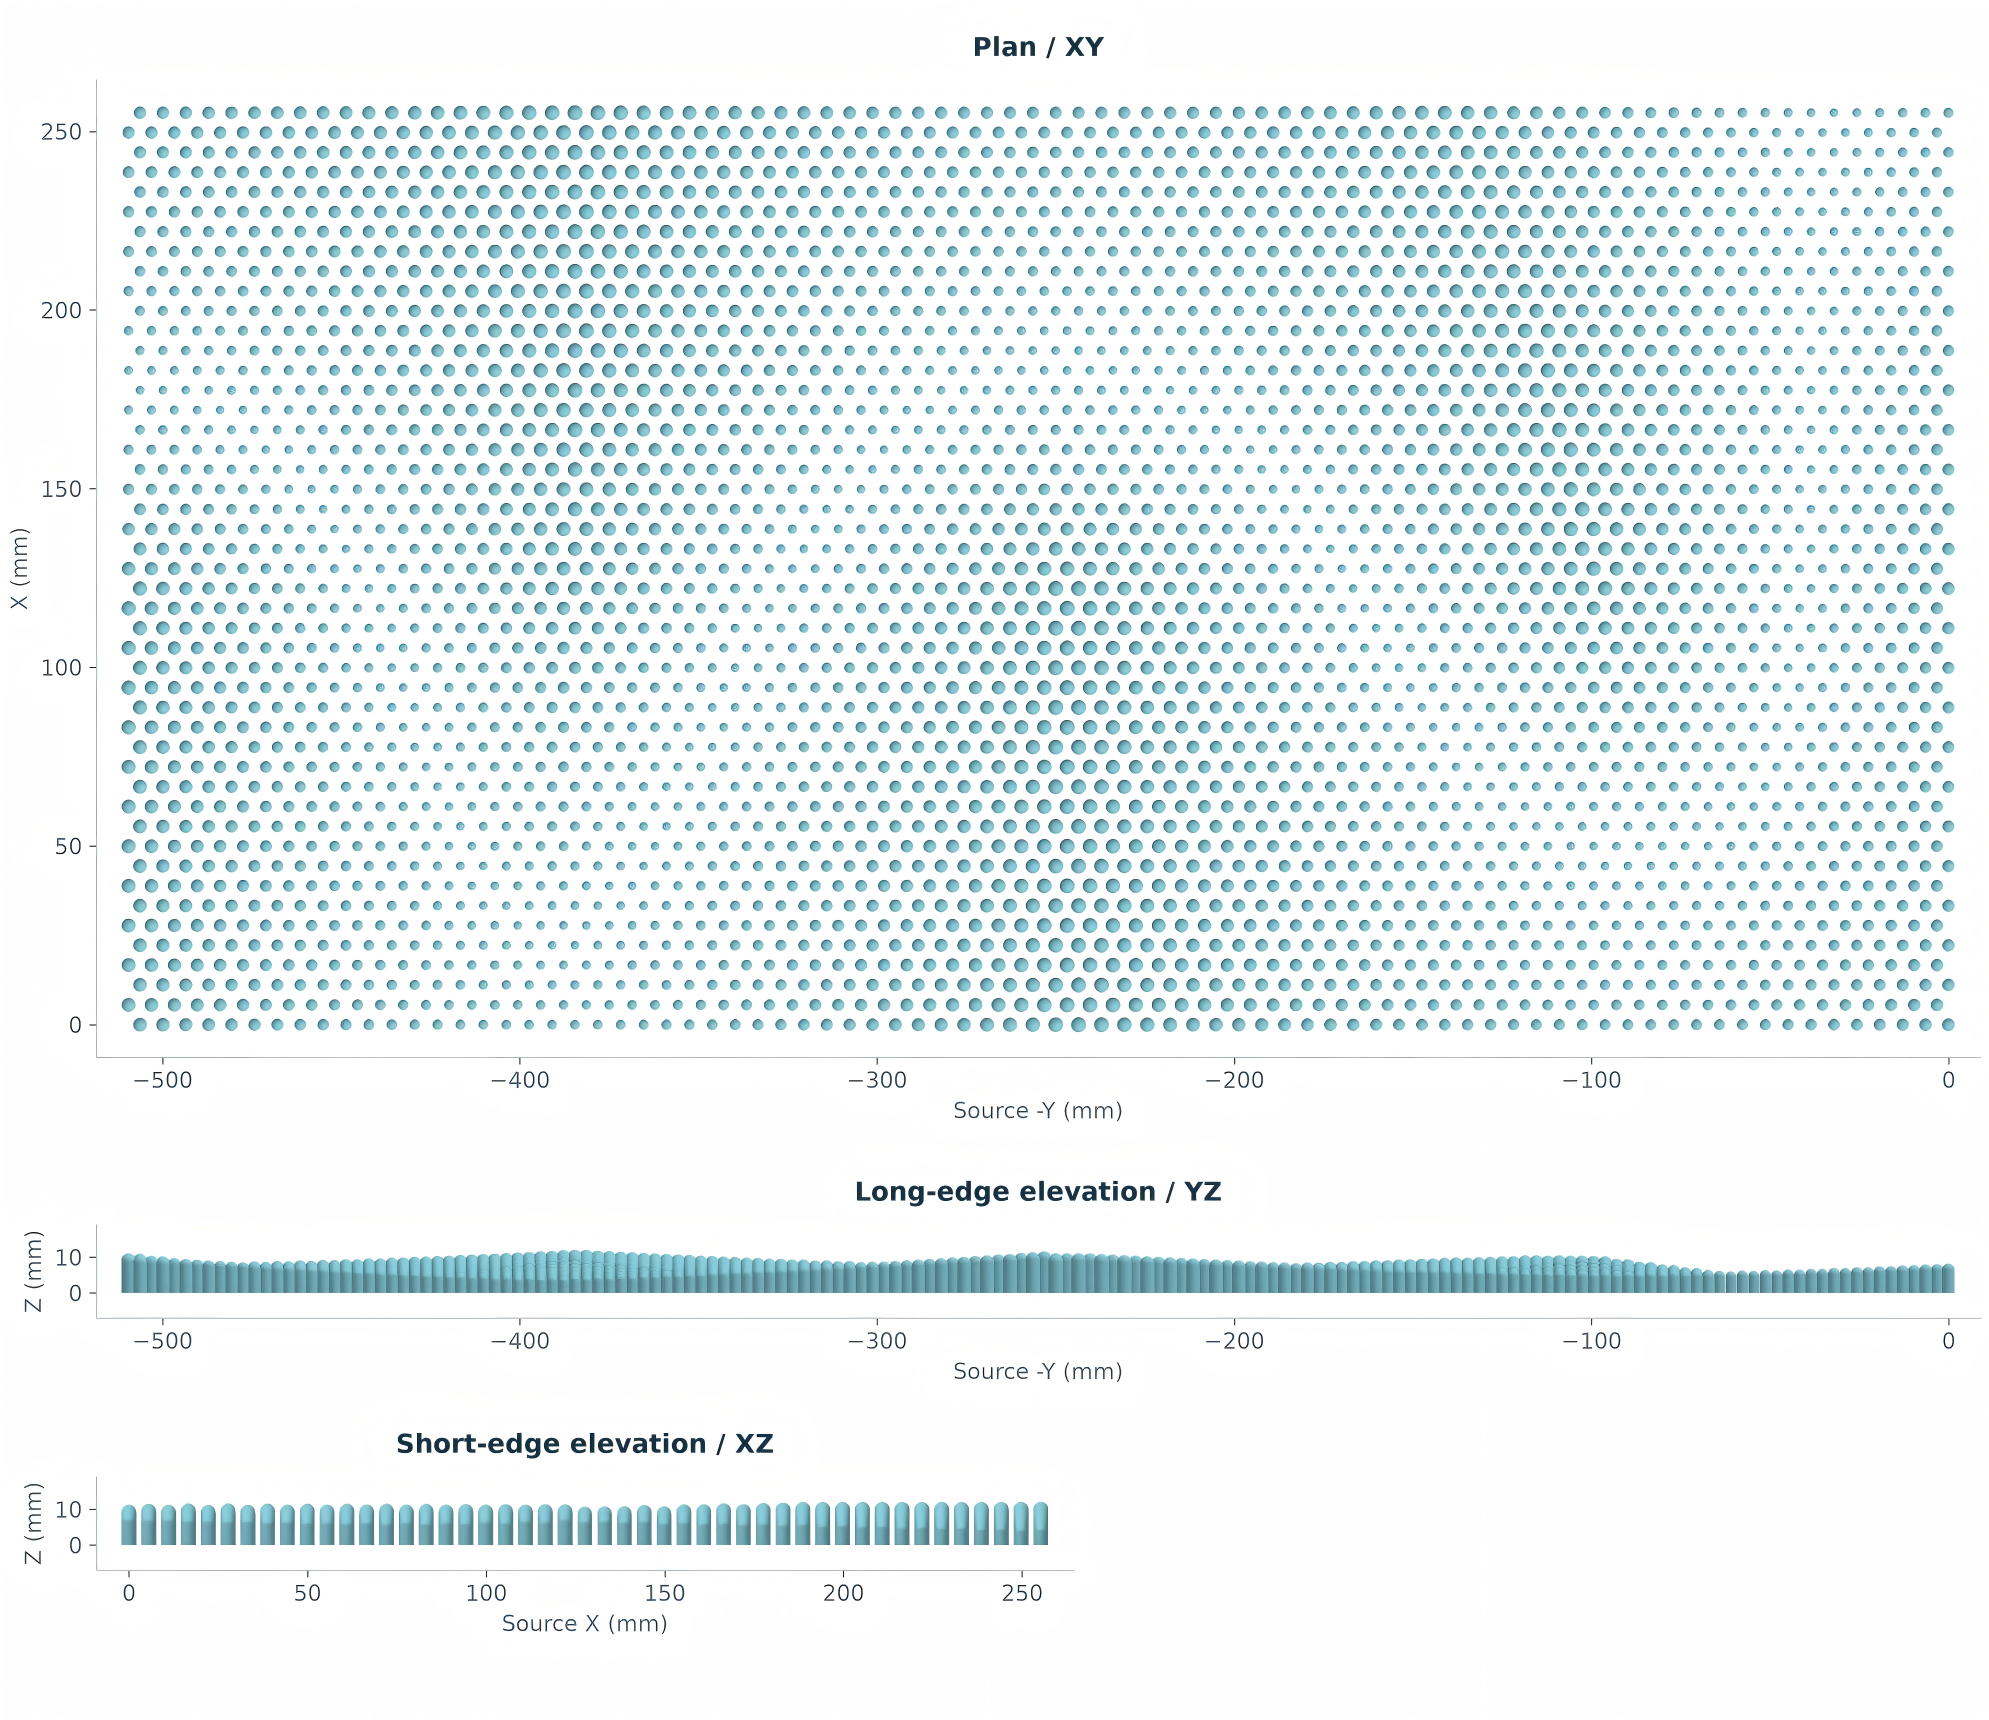 Plan / XY
250
200
150
100
50
0
X (mm)
−500 −400 −300 −200 −100 0
Source -Y (mm)
Long-edge elevation / YZ
10
0
Z (mm)
−500 −400 −300 −200 −100 0
Source -Y (mm)
Short-edge elevation / XZ
10
0
Z (mm)
0 50 100 150 200 250
Source X (mm)